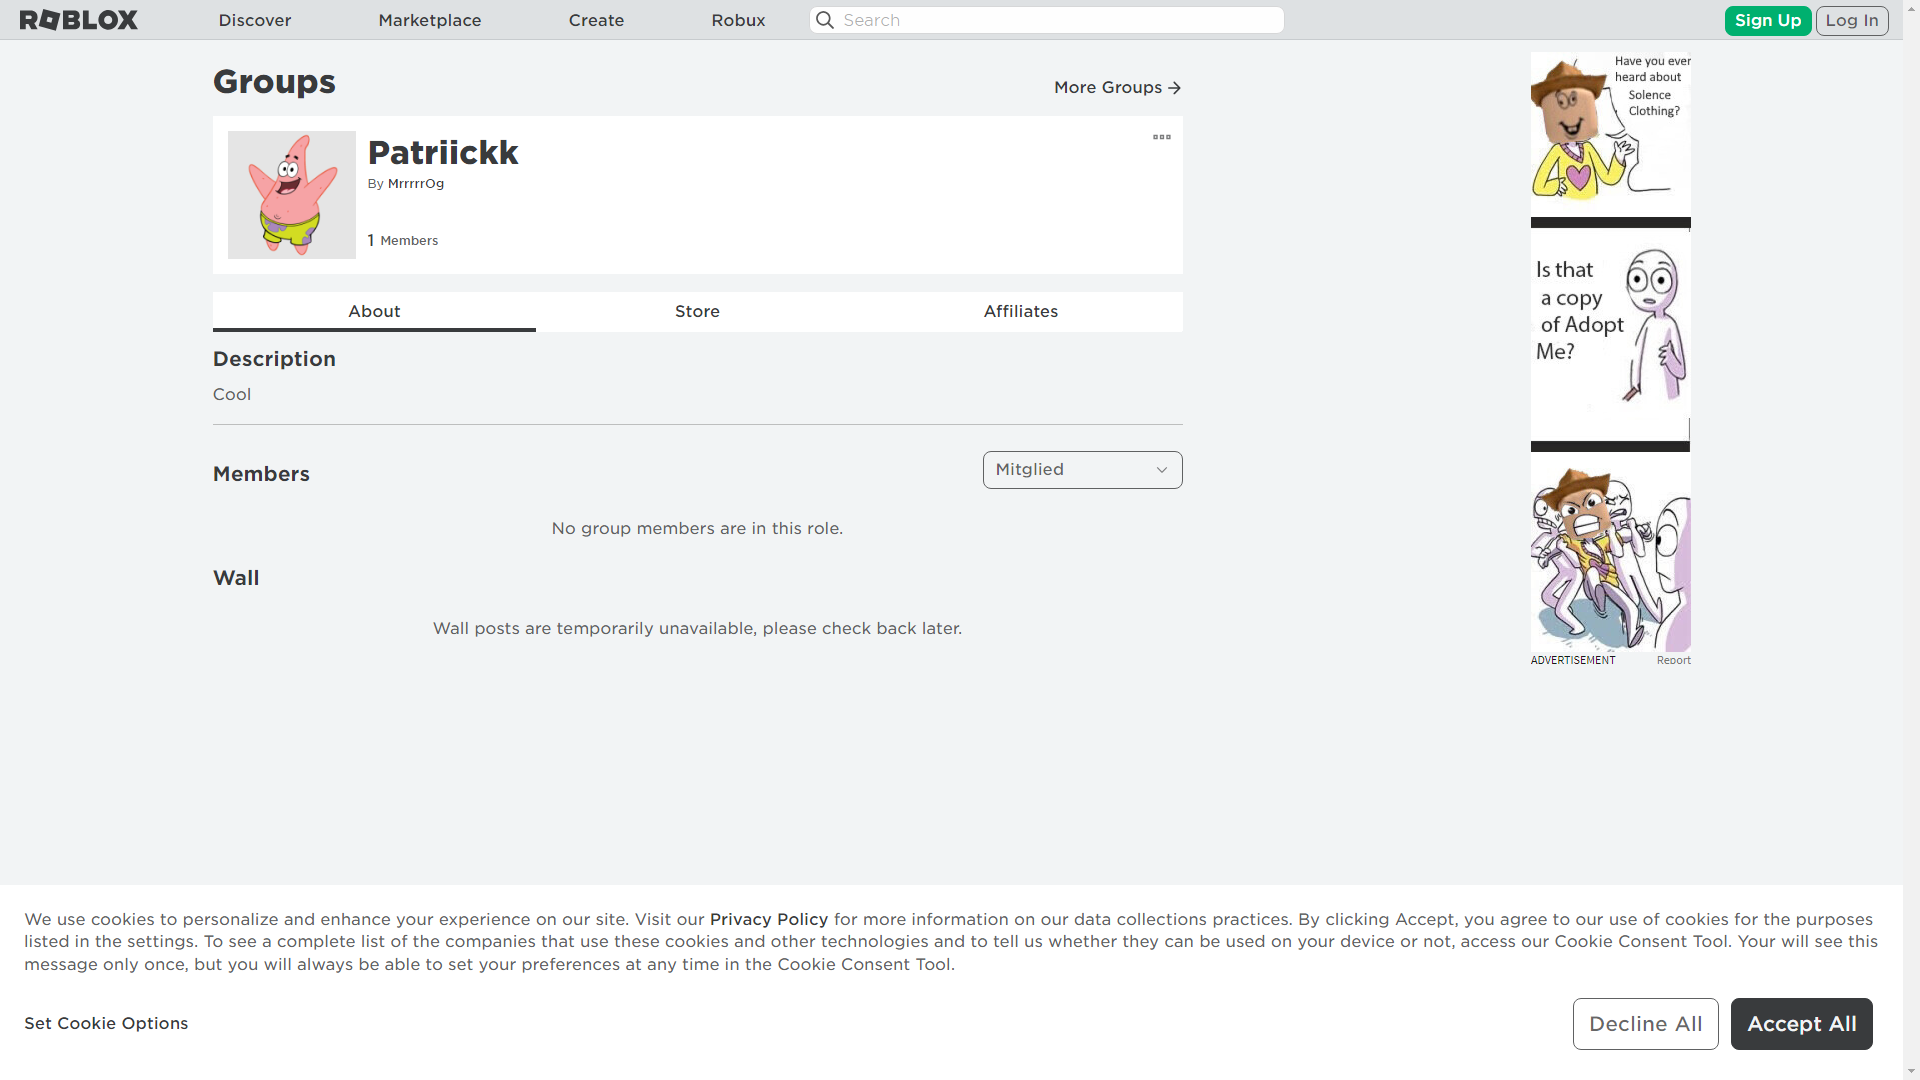 ROBLOX
Discover
Marketplace
Create
Robux
Search
Sign Up
Log In
Groups
More Groups
Patriickk
By MrrrrrOg
1 Members
About
Store
Affiliates
Description
Cool
Members
Mitglied
No group members are in this role.
Wall
Wall posts are temporarily unavailable, please check back later.
Have you ever
heard about
Solence
Clothing?
Is that
a copy
of Adopt
Me?
ADVERTISEMENT
Report
We use cookies to personalize and enhance your experience on our site. Visit our Privacy Policy for more information on our data collections practices. By clicking Accept, you agree to our use of cookies for the purposes
listed in the settings. To see a complete list of the companies that use these cookies and other technologies and to tell us whether they can be used on your device or not, access our Cookie Consent Tool. Your will see this
message only once, but you will always be able to set your preferences at any time in the Cookie Consent Tool.
Set Cookie Options
Decline All
Accept All